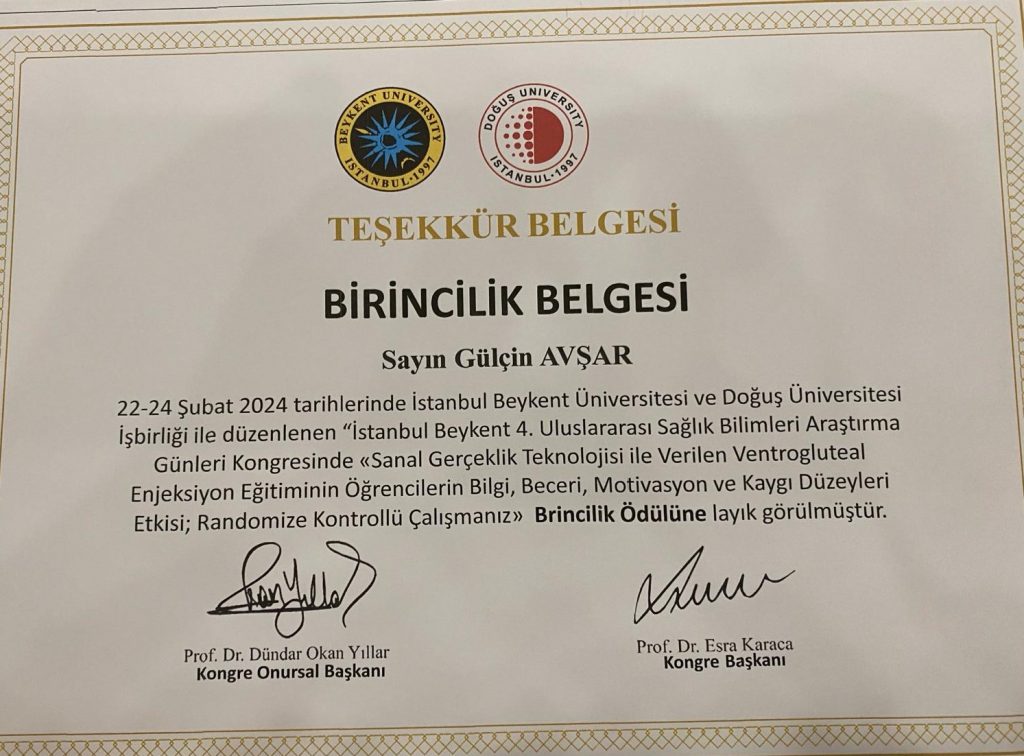 BEYKENT UNIVERSITY
ISTANBUL·1997
DOĞUŞ UNIVERSITY
ISTANBUL·1997
TEŞEKKÜR BELGESİ
BİRİNCİLİK BELGESİ
Sayın Gülçin AVŞAR
22-24 Şubat 2024 tarihlerinde İstanbul Beykent Üniversitesi ve Doğuş Üniversitesi
İşbirliği ile düzenlenen “İstanbul Beykent 4. Uluslararası Sağlık Bilimleri Araştırma
Günleri Kongresinde «Sanal Gerçeklik Teknolojisi ile Verilen Ventrogluteal
Enjeksiyon Eğitiminin Öğrencilerin Bilgi, Beceri, Motivasyon ve Kaygı Düzeyleri
Etkisi; Randomize Kontrollü Çalışmanız» Brincilik Ödülüne layık görülmüştür.
Prof. Dr. Dündar Okan Yıllar
Kongre Onursal Başkanı
Prof. Dr. Esra Karaca
Kongre Başkanı